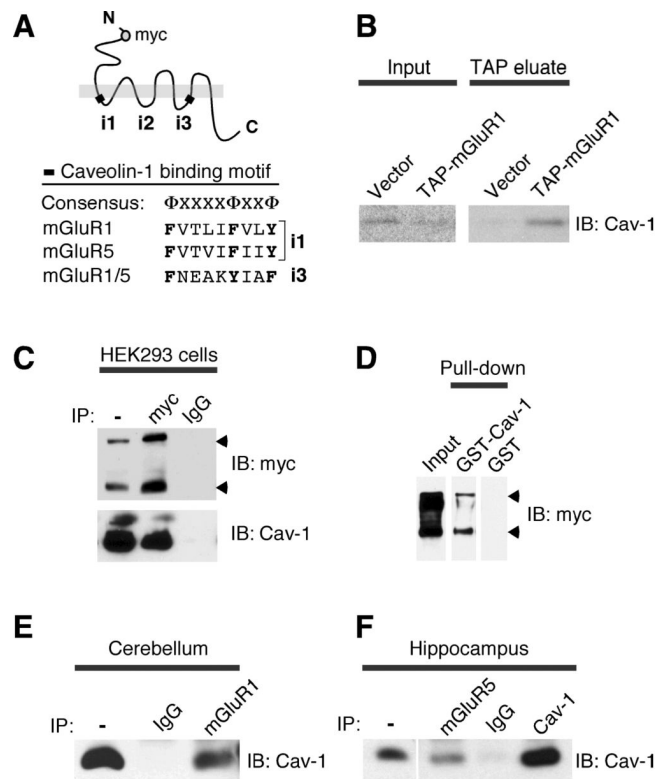 A
N
myc
i1 i2 i3
C
Caveolin-1 binding motif
Consensus: ΦXXXXΦXXΦ
mGluR1 FVTLIFVLY
mGluR5 FVTVIFIIY
i1
mGluR1/5 FNEAKYIAF i3
B
Input TAP eluate
Vector TAP-mGluR1 Vector TAP-mGluR1
IB: Cav-1
C
HEK293 cells
IP: - myc IgG
IB: myc
IB: Cav-1
D
Pull-down
Input GST-Cav-1 GST
IB: myc
E
Cerebellum
IP: - IgG mGluR1
IB: Cav-1
F
Hippocampus
IP: - mGluR5 IgG Cav-1
IB: Cav-1